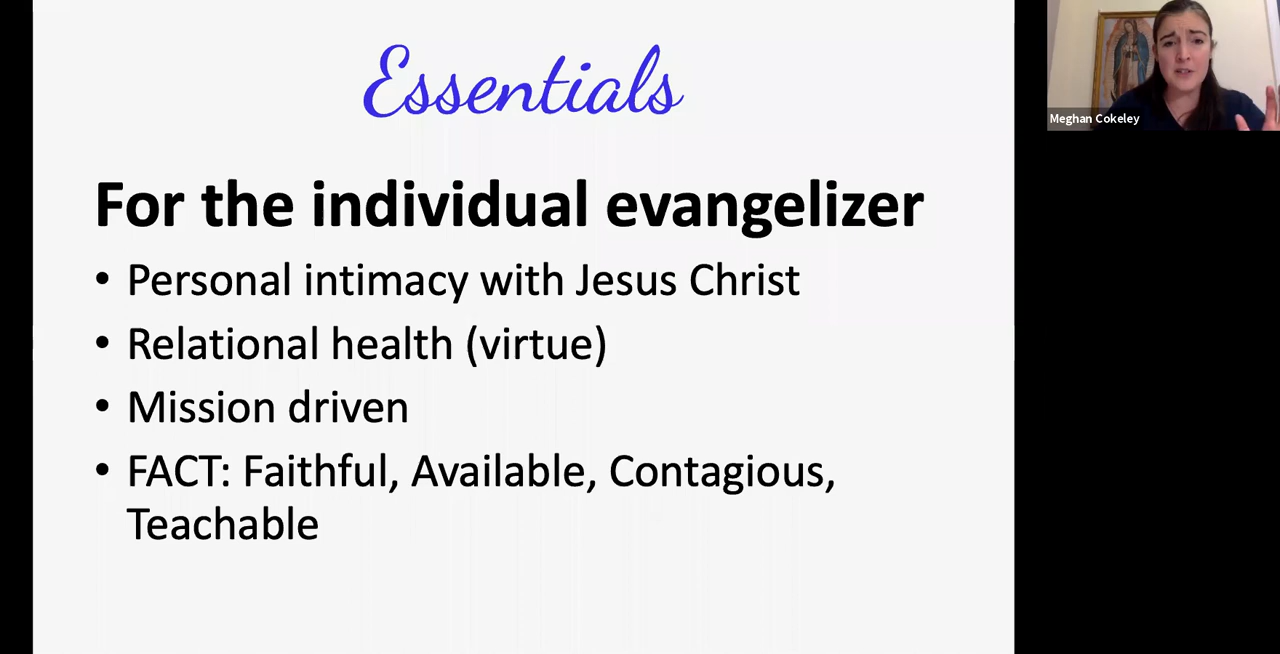 Essentials
For the individual evangelizer
• Personal intimacy with Jesus Christ
• Relational health (virtue)
• Mission driven
• FACT: Faithful, Available, Contagious,
Teachable
Meghan Cokeley